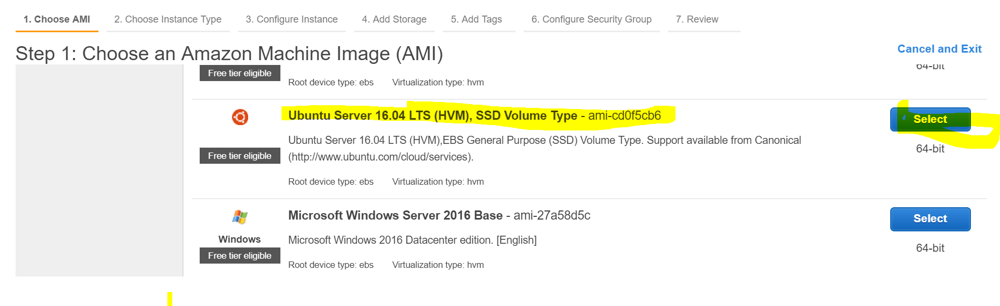 1. Choose AMI 2. Choose Instance Type 3. Configure Instance 4. Add Storage 5. Add Tags 6. Configure Security Group 7. Review
Step 1: Choose an Amazon Machine Image (AMI)
Cancel and Exit
Free tier eligible
64-bit
Root device type: ebs Virtualization type: hvm
Ubuntu Server 16.04 LTS (HVM), SSD Volume Type - ami-cd0f5cb6
Select
Ubuntu Server 16.04 LTS (HVM),EBS General Purpose (SSD) Volume Type. Support available from Canonical
64-bit
Free tier eligible
(http://www.ubuntu.com/cloud/services).
Root device type: ebs Virtualization type: hvm
Microsoft Windows Server 2016 Base - ami-27a58d5c
Select
Windows
Microsoft Windows 2016 Datacenter edition. [English]
64-bit
Free tier eligible
Root device type: ebs Virtualization type: hvm